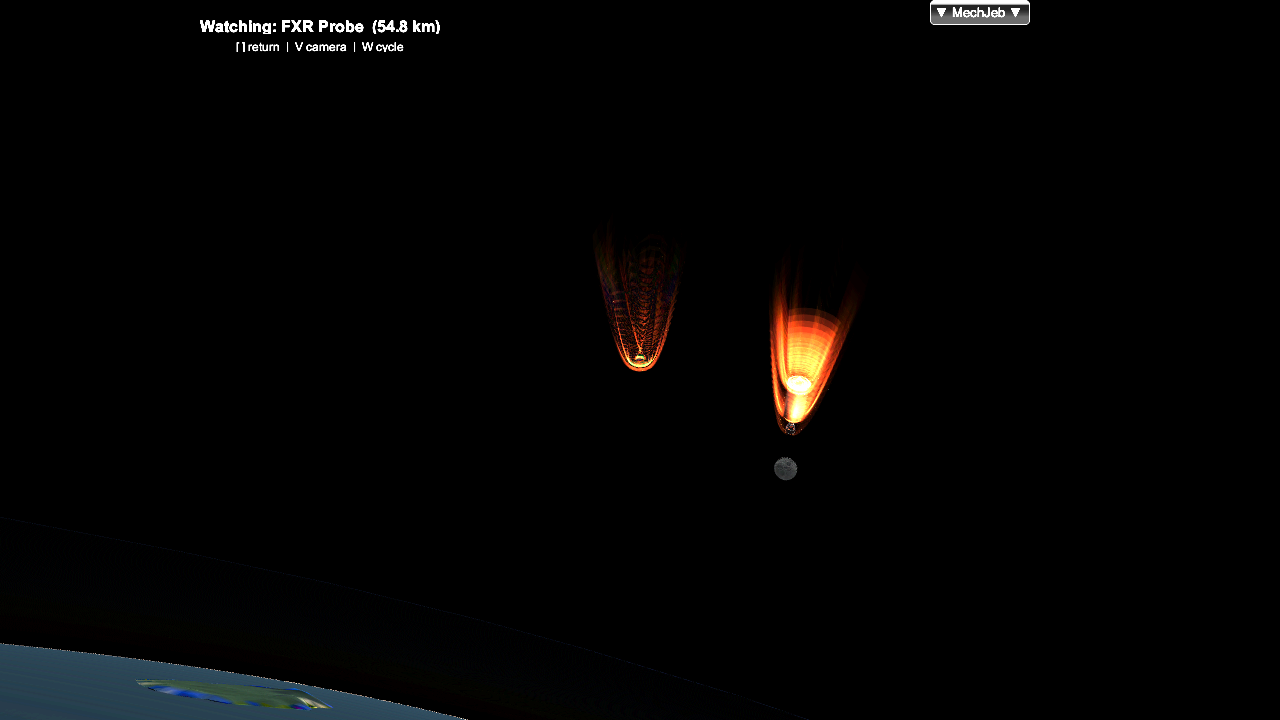 Watching: FXR Probe (54.8 km)
[ ] return | V camera | W cycle
▼ MechJeb ▼